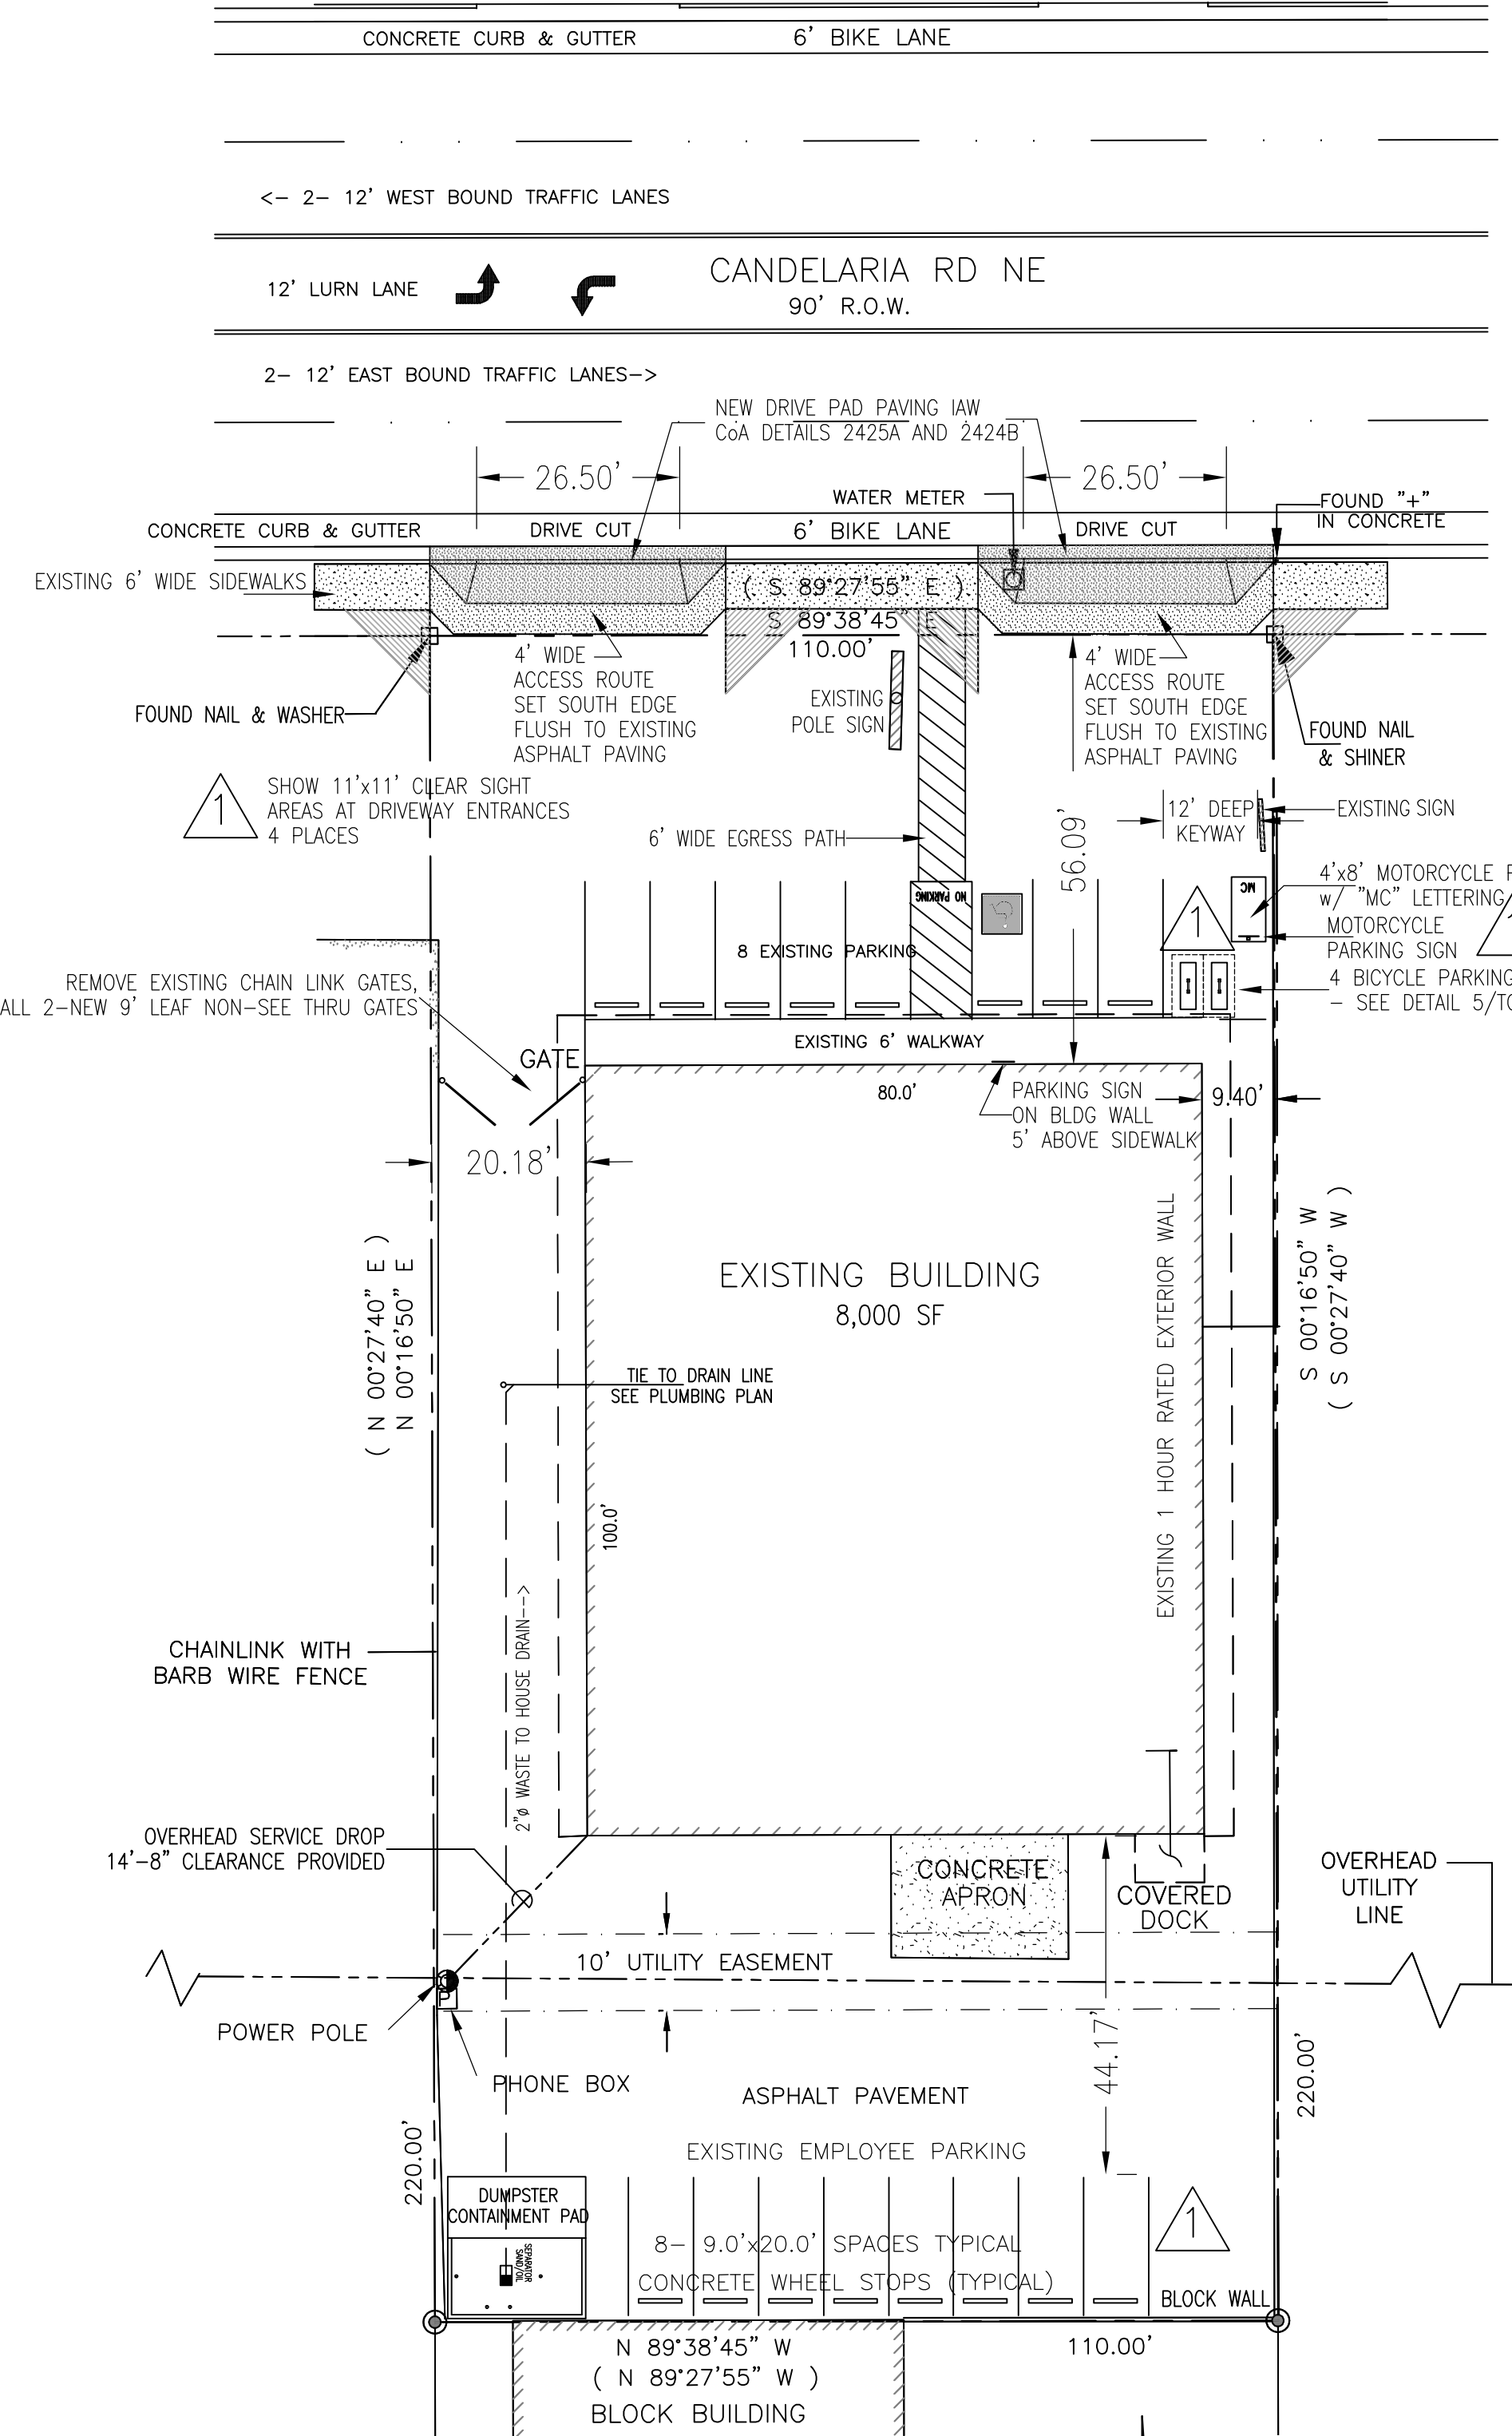 CONCRETE CURB & GUTTER
6' BIKE LANE
<- 2- 12' WEST BOUND TRAFFIC LANES
CANDELARIA RD NE
90' R.O.W.
12' LURN LANE
2- 12' EAST BOUND TRAFFIC LANES->
NEW DRIVE PAD PAVING IAW
CoA DETAILS 2425A AND 2424B
26.50'
26.50'
WATER METER
FOUND "+"
IN CONCRETE
CONCRETE CURB & GUTTER
DRIVE CUT
6' BIKE LANE
DRIVE CUT
EXISTING 6' WIDE SIDEWALKS
( S 89°27'55" E )
S 89°38'45" E
110.00'
4' WIDE
ACCESS ROUTE
SET SOUTH EDGE
FLUSH TO EXISTING
ASPHALT PAVING
EXISTING
POLE SIGN
4' WIDE
ACCESS ROUTE
SET SOUTH EDGE
FLUSH TO EXISTING
ASPHALT PAVING
FOUND NAIL & WASHER
FOUND NAIL
& SHINER
1
SHOW 11'x11' CLEAR SIGHT
AREAS AT DRIVEWAY ENTRANCES
4 PLACES
6' WIDE EGRESS PATH
56.09'
12' DEEP
KEYWAY
EXISTING SIGN
NO PARKING
MC
1
4'x8' MOTORCYCLE P
w/ "MC" LETTERING
MOTORCYCLE
PARKING SIGN
8 EXISTING PARKING
4 BICYCLE PARKING
- SEE DETAIL 5/TC
REMOVE EXISTING CHAIN LINK GATES,
ALL 2-NEW 9' LEAF NON-SEE THRU GATES
EXISTING 6' WALKWAY
GATE
80.0'
PARKING SIGN
ON BLDG WALL
5' ABOVE SIDEWALK
9.40'
20.18'
( N 00°27'40" E )
N 00°16'50" E
EXISTING BUILDING
8,000 SF
EXISTING 1 HOUR RATED EXTERIOR WALL
S 00°16'50" W
( S 00°27'40" W )
TIE TO DRAIN LINE
SEE PLUMBING PLAN
100.0'
2"ø WASTE TO HOUSE DRAIN-->
CHAINLINK WITH
BARB WIRE FENCE
OVERHEAD SERVICE DROP
14'-8" CLEARANCE PROVIDED
CONCRETE
APRON
COVERED
DOCK
OVERHEAD
UTILITY
LINE
10' UTILITY EASEMENT
POWER POLE
PHONE BOX
44.17'
220.00'
220.00'
ASPHALT PAVEMENT
EXISTING EMPLOYEE PARKING
DUMPSTER
CONTAINMENT PAD
SAND/OIL
SEPARATOR
8- 9.0'x20.0' SPACES TYPICAL
CONCRETE WHEEL STOPS (TYPICAL)
1
BLOCK WALL
N 89°38'45" W
( N 89°27'55" W )
BLOCK BUILDING
110.00'